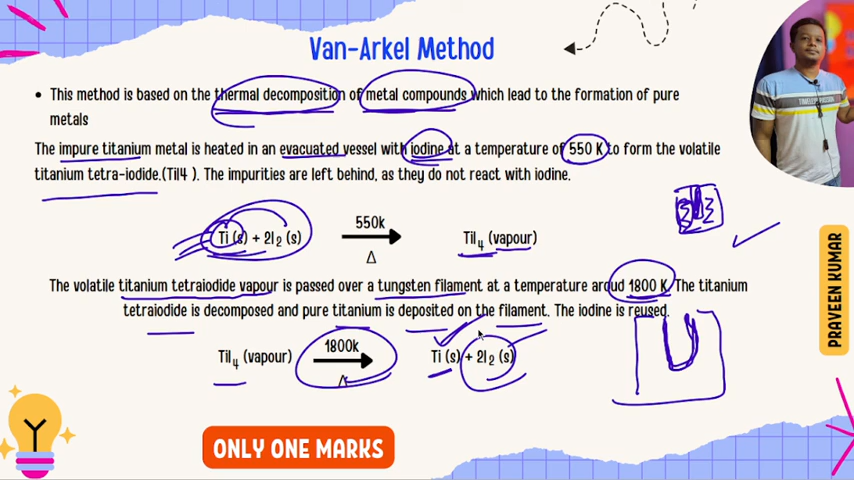 Van-Arkel Method
• This method is based on the thermal decomposition of metal compounds which lead to the formation of pure
metals
The impure titanium metal is heated in an evacuated vessel with iodine at a temperature of 550 K to form the volatile
titanium tetra-iodide.(TiI4 ). The impurities are left behind, as they do not react with iodine.
Ti (s) + 2I₂ (s) 550k Δ TiI₄ (vapour)
The volatile titanium tetraiodide vapour is passed over a tungsten filament at a temperature aroud 1800 K. The titanium
tetraiodide is decomposed and pure titanium is deposited on the filament. The iodine is reused.
TiI₄ (vapour) 1800k Δ Ti (s) + 2I₂ (s)
ONLY ONE MARKS
PRAVEEN KUMAR